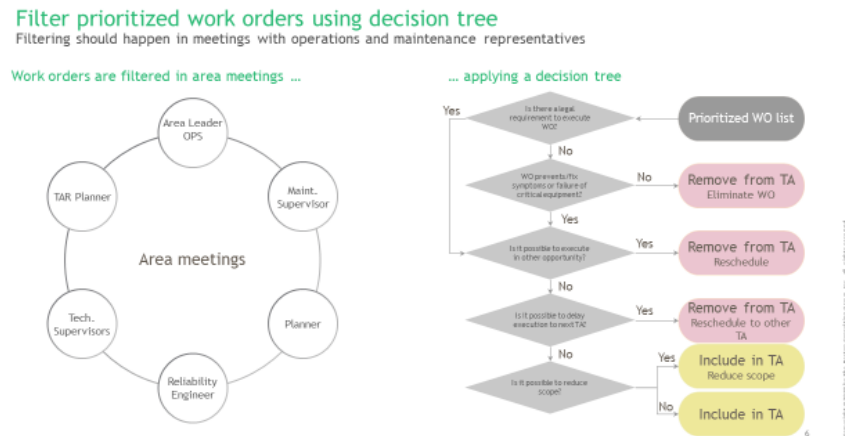 Filter prioritized work orders using decision tree
Filtering should happen in meetings with operations and maintenance representatives
Work orders are filtered in area meetings …
… applying a decision tree
Area Leader
OPS
Maint.
Supervisor
Planner
Reliability
Engineer
Tech.
Supervisors
TAR Planner
Area meetings
Prioritized WO list
Is there a legal
requirement to execute
WO?
Yes
No
WO prevents/fix
symptoms or failure of
critical equipment?
No
Remove from TA
Eliminate WO
Yes
Is it possible to execute
in other opportunity?
Yes
Remove from TA
Reschedule
No
Is it possible to delay
execution to next TA?
Yes
Remove from TA
Reschedule to other
TA
No
Is it possible to reduce
scope?
Yes
Include in TA
Reduce scope
No
Include in TA
6